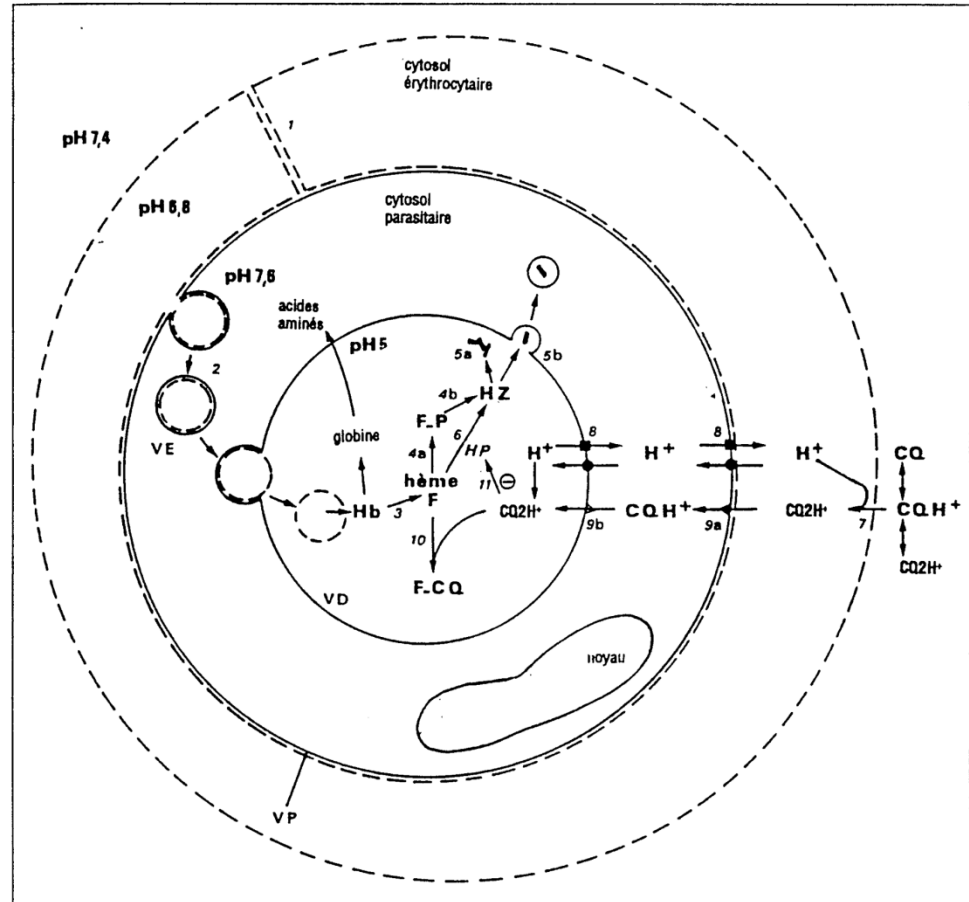 cytosol
érythrocytaire
1
pH 7,4
pH 6,8
cytosol
parasitaire
pH 7,6
acides
aminés
pH 5
2
VE
5a
5b
4b
HZ
F-P
globine
6
4a
HP
hème
F
11
⊖
Hb
3
10
F-CQ
VD
8
8
H+
H+
H+
CQ
CQ2H+
9b
CQH+
9a
CQ2H+
7
CQH+
CQ2H+
noyau
VP